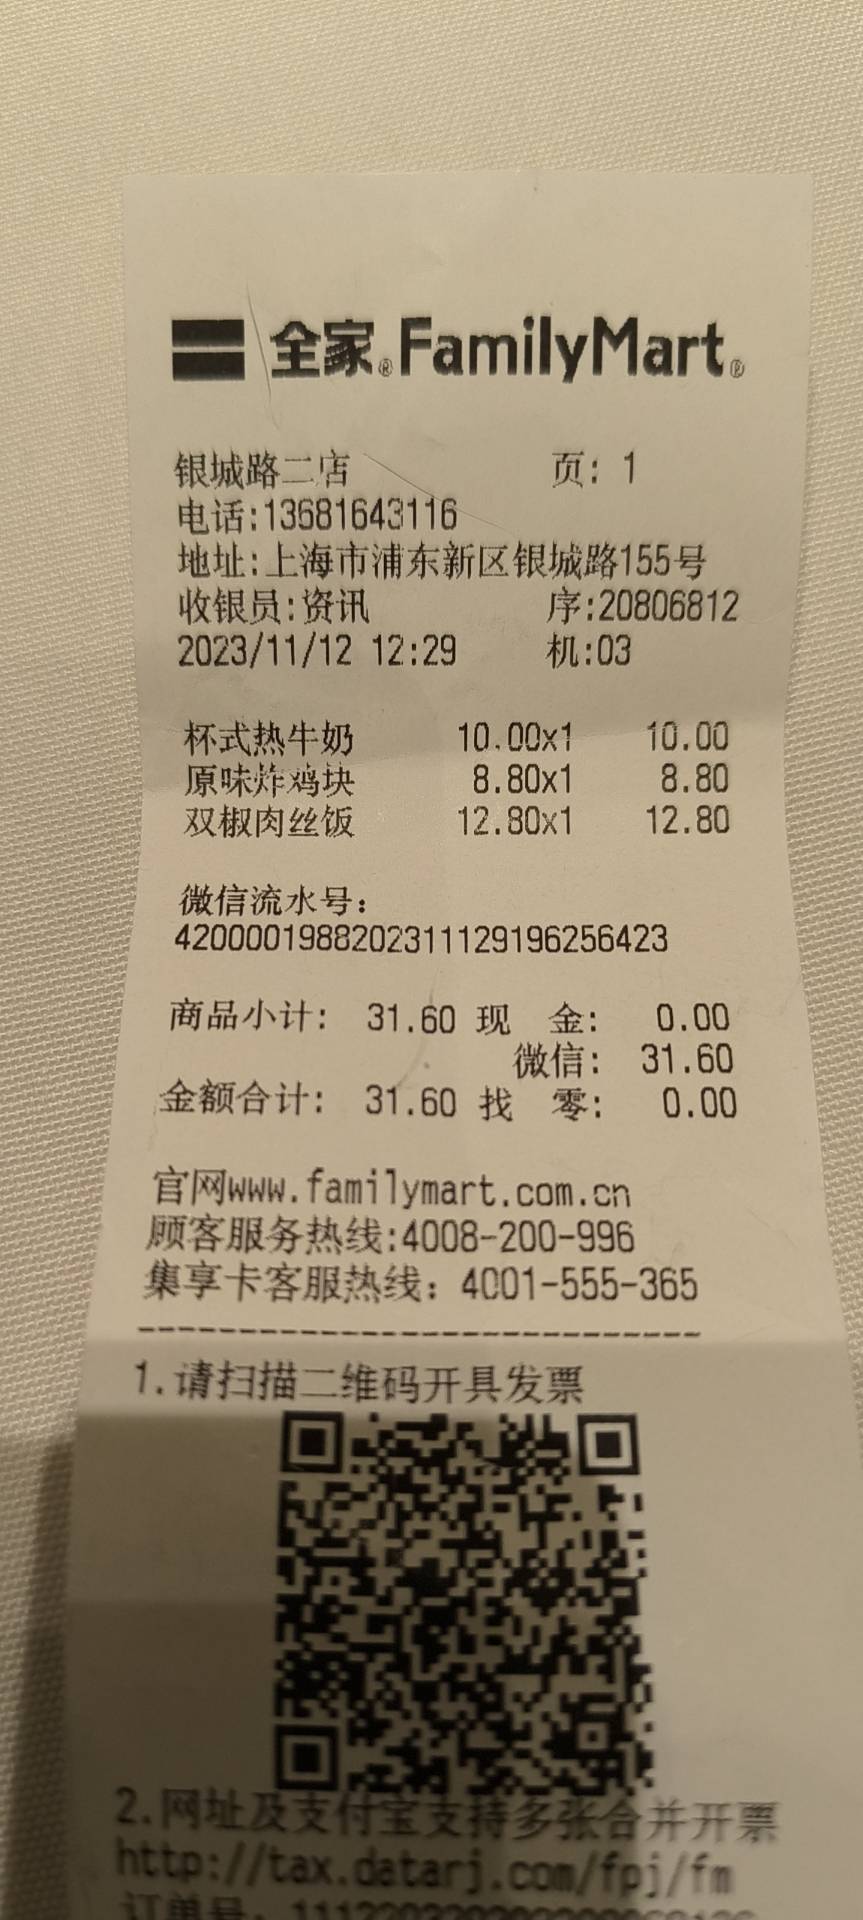 全家® FamilyMart®
银城路二店 页: 1
电话:13681643116
地址:上海市浦东新区银城路155号
收银员:资讯 序:20806812
2023/11/12 12:29 机:03
杯式热牛奶 10.00x1 10.00
原味炸鸡块 8.80x1 8.80
双椒肉丝饭 12.80x1 12.80
微信流水号:
4200001988202311129196256423
商品小计: 31.60 现 金: 0.00
微信: 31.60
金额合计: 31.60 找 零: 0.00
官网www.familymart.com.cn
顾客服务热线:4008-200-996
集享卡客服热线: 4001-555-365
1.请扫描二维码开具发票
2.网址及支付宝支持多张合并开票
http://tax.datarj.com/fpj/fm
订单号: